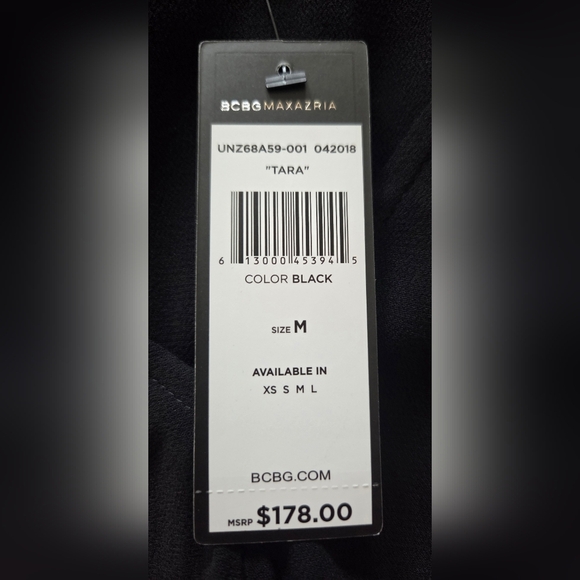 BCBGMAXAZRIA
UNZ68A59-001 042018
"TARA"
6 13000 45394 5
COLOR BLACK
SIZE M
AVAILABLE IN
XS S M L
BCBG.COM
MSRP $178.00